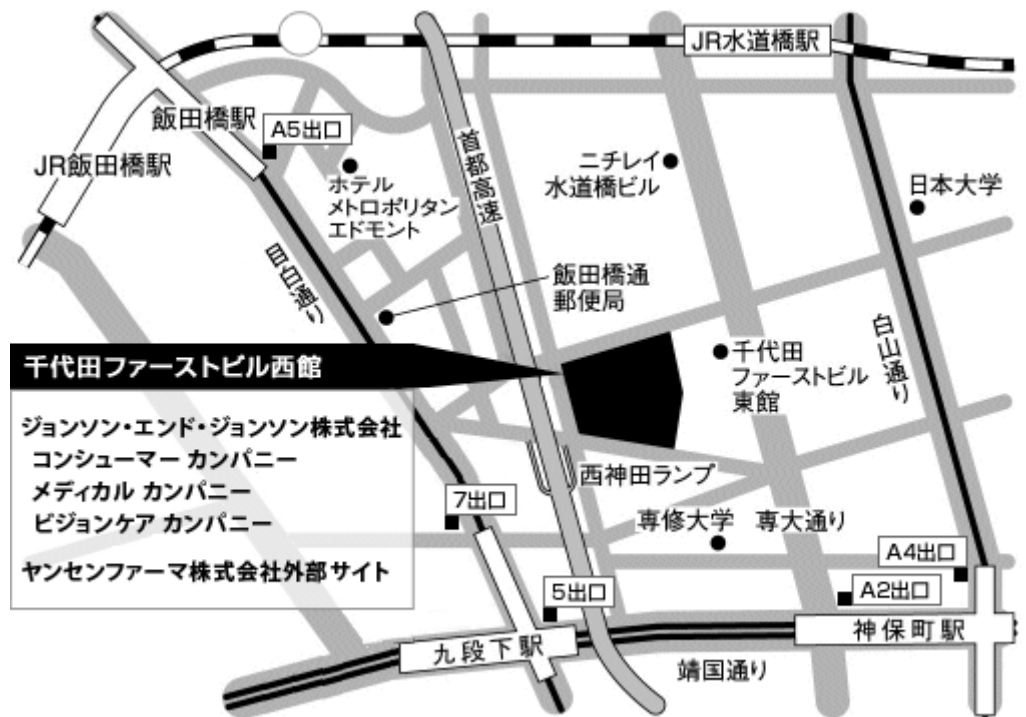 JR水道橋駅
飯田橋駅
A5出口
JR飯田橋駅
ホテル
メトロポリタン
エドモント
首都高速
ニチレイ
水道橋ビル
日本大学
目白通り
飯田橋通
郵便局
白山通り
千代田ファーストビル西館
千代田
ファーストビル
東館
ジョンソン・エンド・ジョンソン株式会社
コンシューマー カンパニー
メディカル カンパニー
ビジョンケア カンパニー
ヤンセンファーマ株式会社外部サイト
西神田ランプ
7出口
専修大学
専大通り
A4出口
A2出口
5出口
神保町駅
九段下駅
靖国通り